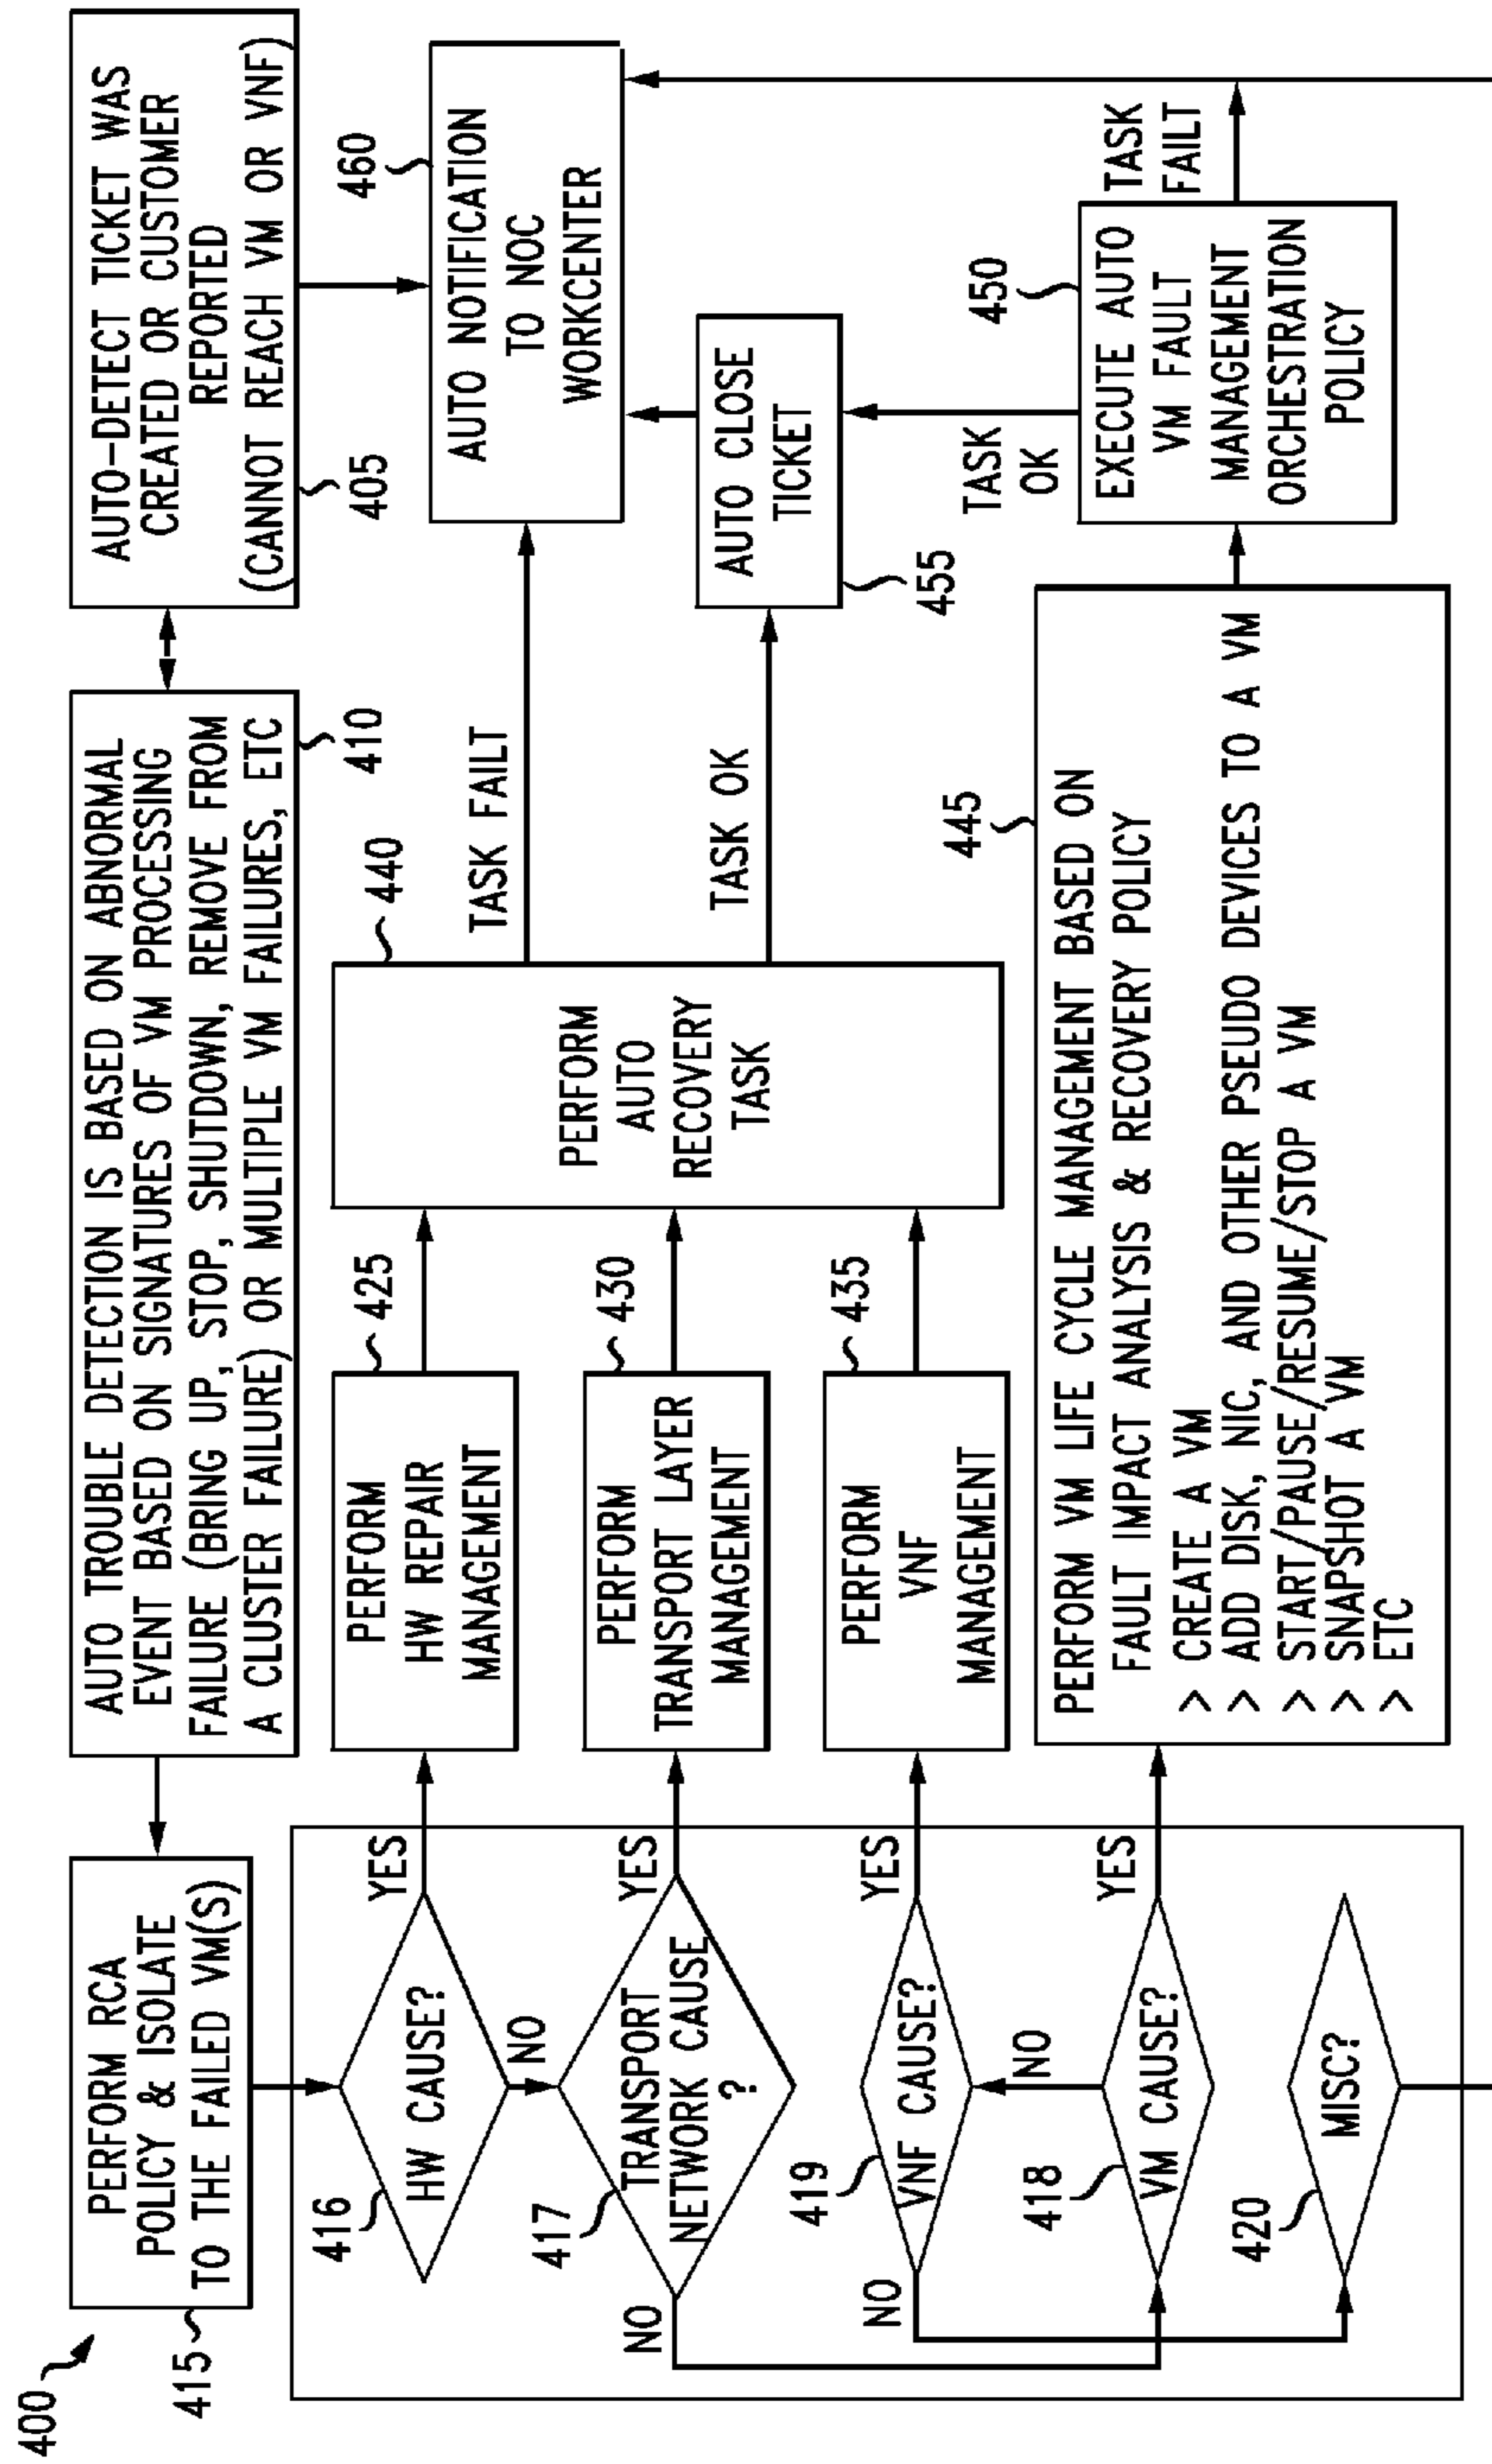 400
415
PERFORM RCA
POLICY & ISOLATE
TO THE FAILED VM(S)
AUTO TROUBLE DETECTION IS BASED ON ABNORMAL
EVENT BASED ON SIGNATURES OF VM PROCESSING
FAILURE (BRING UP, STOP, SHUTDOWN, REMOVE FROM
A CLUSTER FAILURE) OR MULTIPLE VM FAILURES, ETC
410
AUTO-DETECT TICKET WAS
CREATED OR CUSTOMER
REPORTED
(CANNOT REACH VM OR VNF)
405
416
HW CAUSE?
YES
NO
PERFORM
HW REPAIR
MANAGEMENT
425
417
TRANSPORT
NETWORK CAUSE
?
YES
NO
PERFORM
TRANSPORT LAYER
MANAGEMENT
430
419
VNF CAUSE?
YES
NO
PERFORM
VNF
MANAGEMENT
435
PERFORM
AUTO
RECOVERY
TASK
440
TASK FAILT
TASK OK
AUTO NOTIFICATION
TO NOC
WORKCENTER
460
AUTO CLOSE
TICKET
455
418
VM CAUSE?
YES
NO
445
PERFORM VM LIFE CYCLE MANAGEMENT BASED ON
FAULT IMPACT ANALYSIS & RECOVERY POLICY
> CREATE A VM
> ADD DISK, NIC, AND OTHER PSEUDO DEVICES TO A VM
> START/PAUSE/RESUME/STOP A VM
> SNAPSHOT A VM
> ETC
TASK
OK
450
EXECUTE AUTO
VM FAULT
MANAGEMENT
ORCHESTRATION
POLICY
TASK
FAILT
420
MISC?